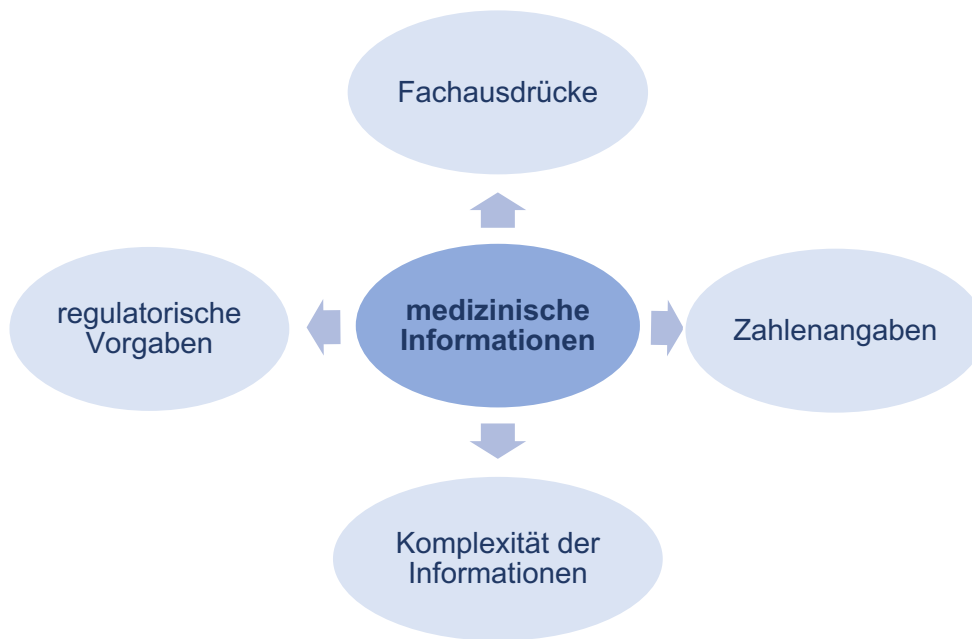 Fachausdrücke
regulatorische
Vorgaben
medizinische
Informationen
Zahlenangaben
Komplexität der
Informationen